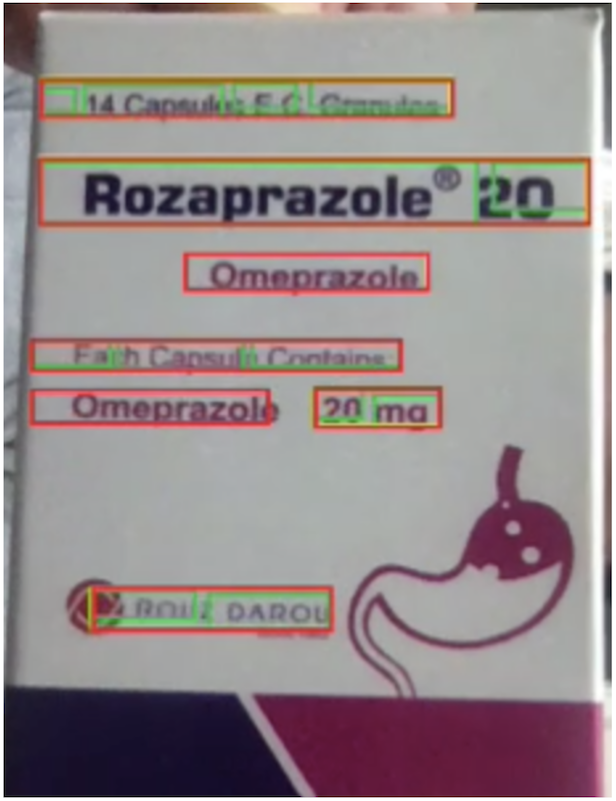 14 Capsules E.C. Granules
Rozaprazole® 20
Omeprazole
Each Capsule Contains:
Omeprazole 20 mg
ROUZ DAROU